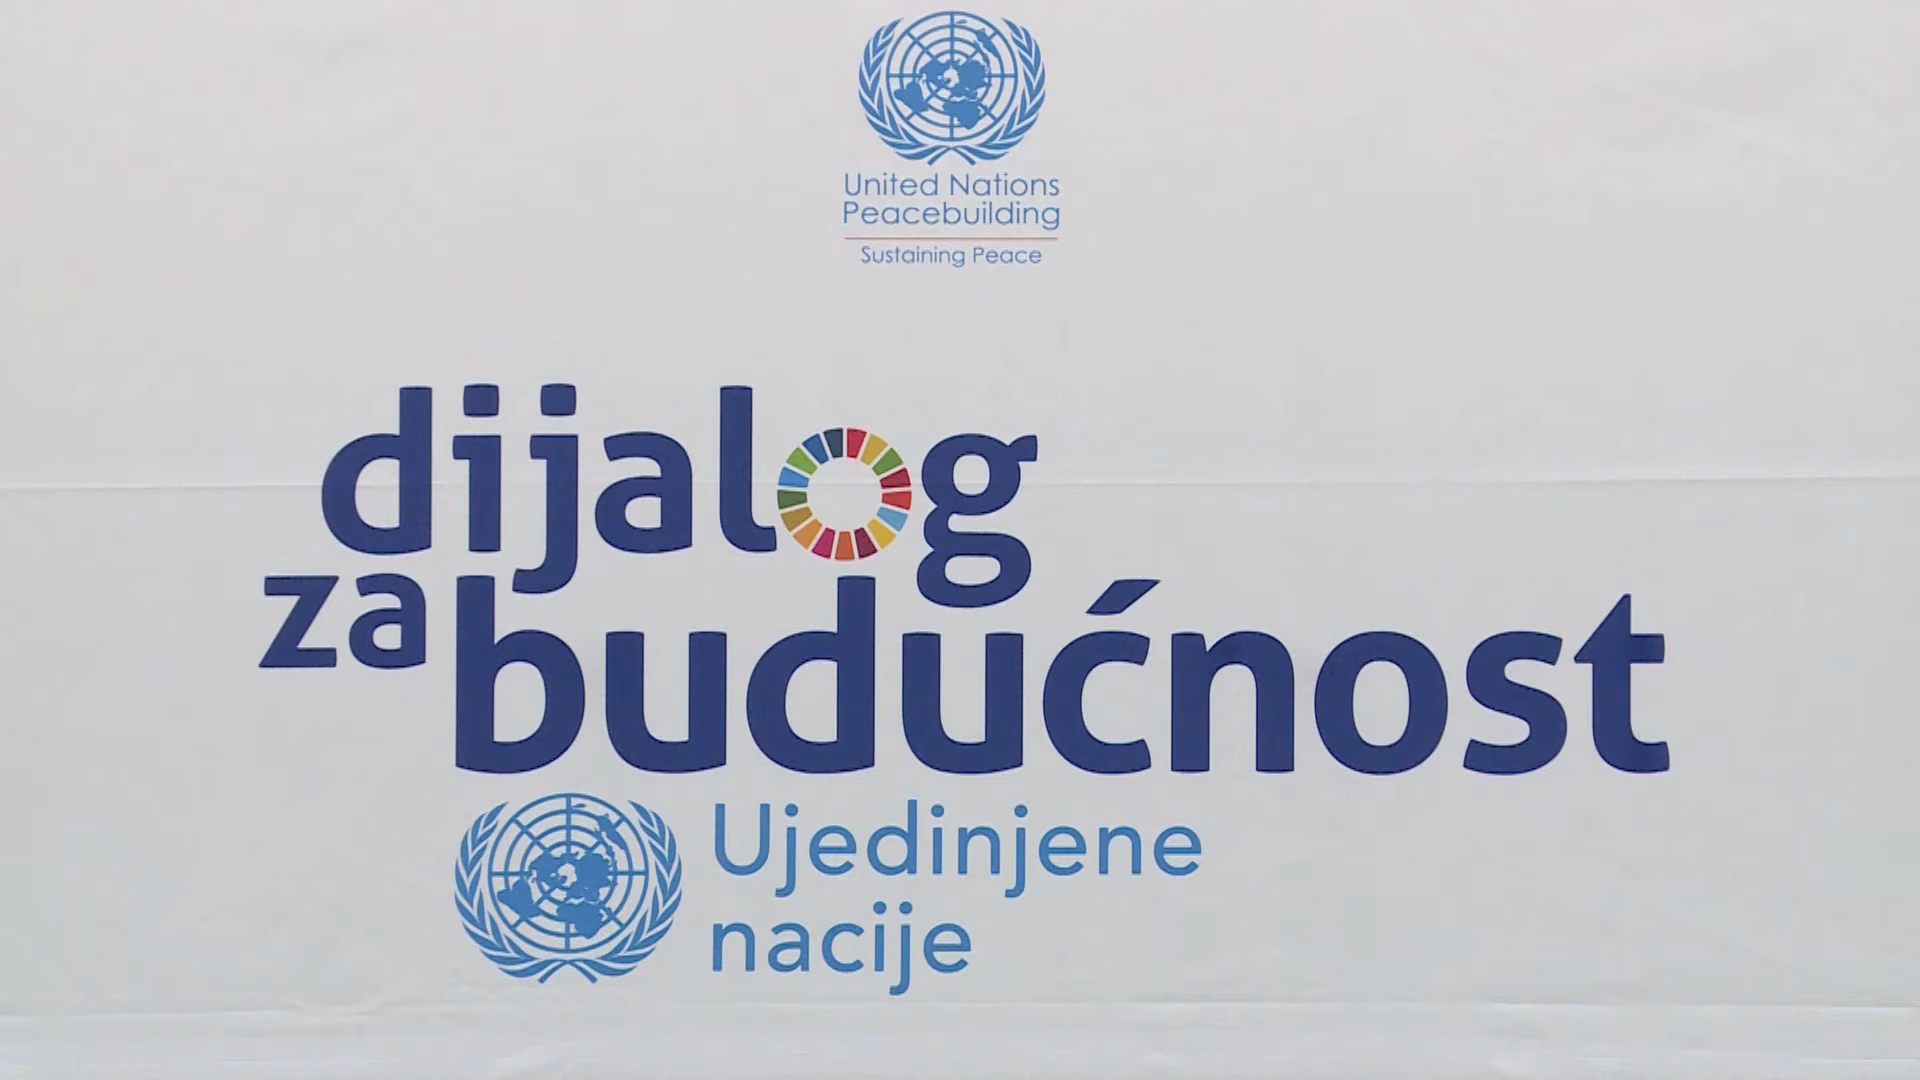 United Nations
Peacebuilding
Sustaining Peace
dijalog
za budućnost
Ujedinjene
nacije